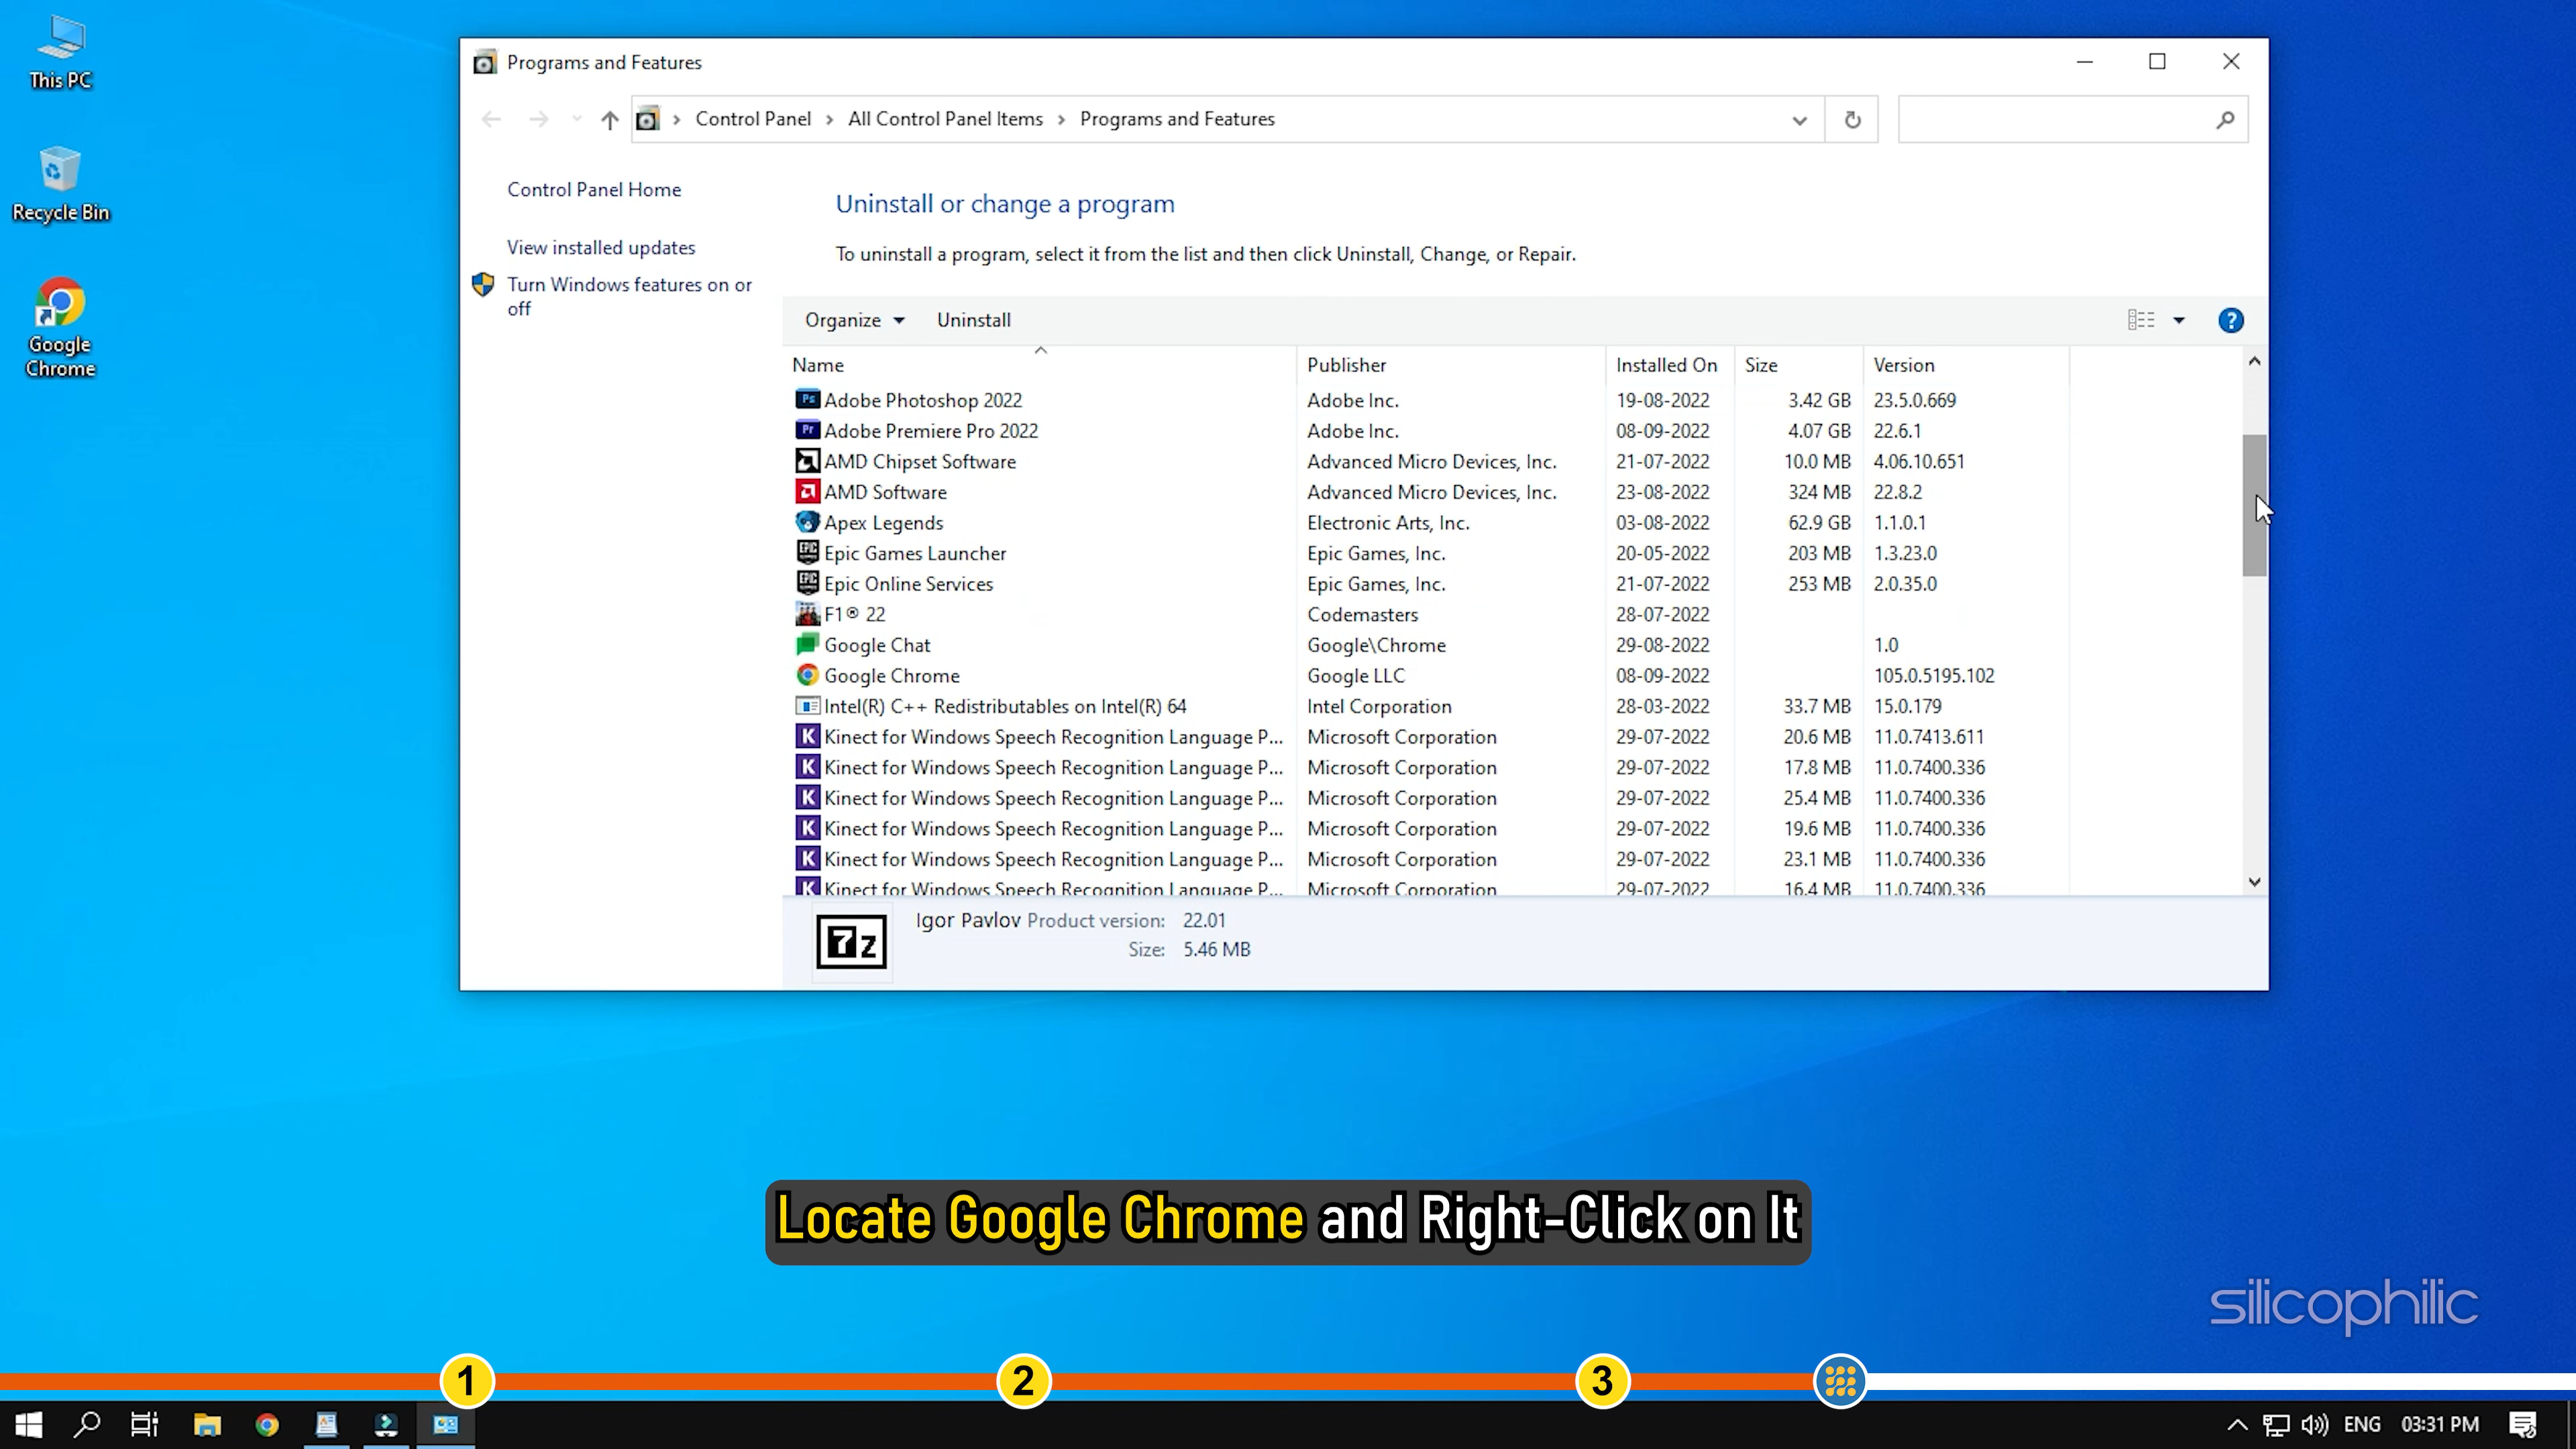 This PC
Recycle Bin
Google
Chrome
Programs and Features
Control Panel > All Control Panel Items > Programs and Features
Control Panel Home
View installed updates
Turn Windows features on or
off
Uninstall or change a program
To uninstall a program, select it from the list and then click Uninstall, Change, or Repair.
Organize Uninstall
?
Name Publisher Installed On Size Version
Ps Adobe Photoshop 2022 Adobe Inc. 19-08-2022 3.42 GB 23.5.0.669
Pr Adobe Premiere Pro 2022 Adobe Inc. 08-09-2022 4.07 GB 22.6.1
AMD Chipset Software Advanced Micro Devices, Inc. 21-07-2022 10.0 MB 4.06.10.651
AMD Software Advanced Micro Devices, Inc. 23-08-2022 324 MB 22.8.2
Apex Legends Electronic Arts, Inc. 03-08-2022 62.9 GB 1.1.0.1
EPIC Epic Games Launcher Epic Games, Inc. 20-05-2022 203 MB 1.3.23.0
EPIC Epic Online Services Epic Games, Inc. 21-07-2022 253 MB 2.0.35.0
F1® 22 Codemasters 28-07-2022
Google Chat Google\Chrome 29-08-2022 1.0
Google Chrome Google LLC 08-09-2022 105.0.5195.102
Intel(R) C++ Redistributables on Intel(R) 64 Intel Corporation 28-03-2022 33.7 MB 15.0.179
K Kinect for Windows Speech Recognition Language P... Microsoft Corporation 29-07-2022 20.6 MB 11.0.7413.611
K Kinect for Windows Speech Recognition Language P... Microsoft Corporation 29-07-2022 17.8 MB 11.0.7400.336
K Kinect for Windows Speech Recognition Language P... Microsoft Corporation 29-07-2022 25.4 MB 11.0.7400.336
K Kinect for Windows Speech Recognition Language P... Microsoft Corporation 29-07-2022 19.6 MB 11.0.7400.336
K Kinect for Windows Speech Recognition Language P... Microsoft Corporation 29-07-2022 23.1 MB 11.0.7400.336
K Kinect for Windows Speech Recognition Language P... Microsoft Corporation 29-07-2022 16.4 MB 11.0.7400.336
7z Igor Pavlov Product version: 22.01
Size: 5.46 MB
Locate Google Chrome and Right-Click on It
silicophilic
1 2 3
ENG 03:31 PM